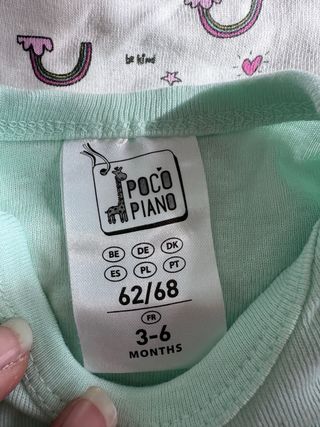 be kind
POCO
PIANO
BE DE DK
ES PL PT
62/68
FR
3-6
MONTHS